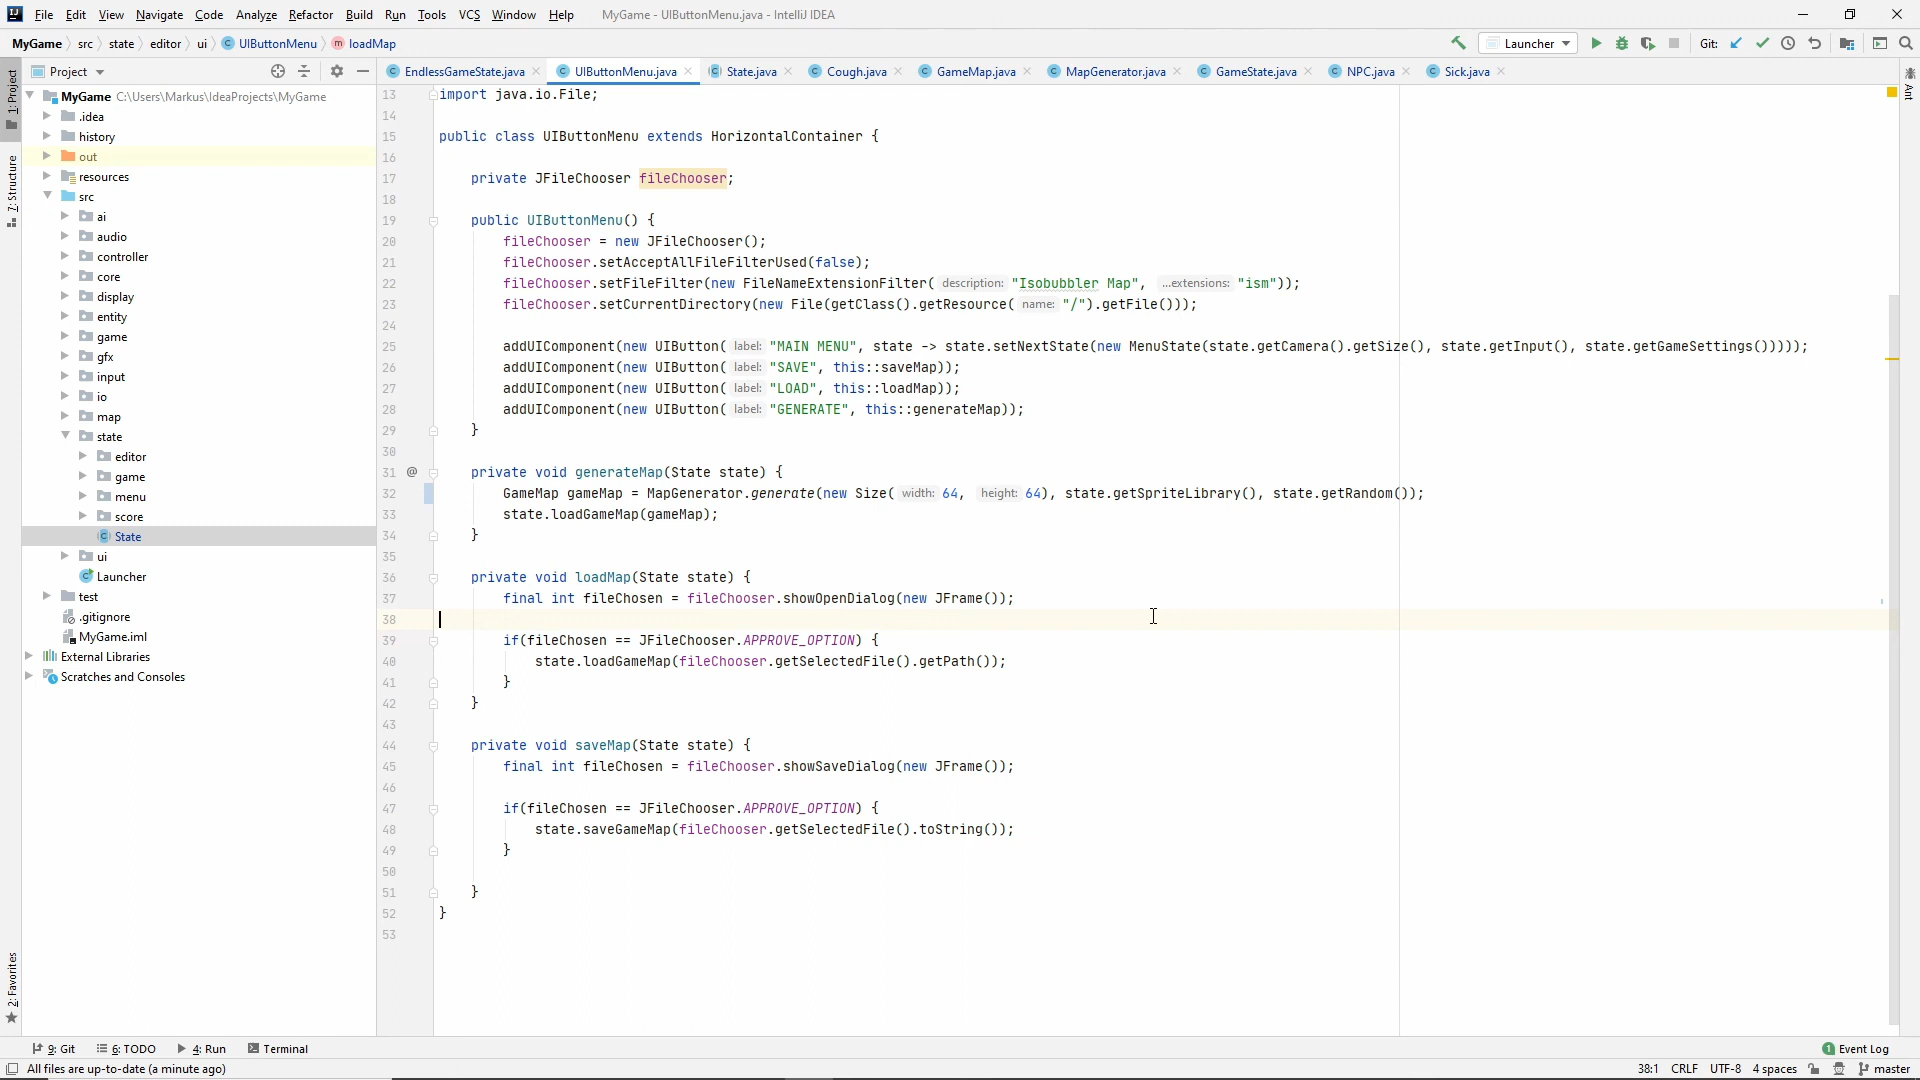 File Edit View Navigate Code Analyze Refactor Build Run Tools VCS Window Help MyGame - UIButtonMenu.java - IntelliJ IDEA
MyGame src state editor ui UIButtonMenu loadMap Launcher Git:
Project EndlessGameState.java UIButtonMenu.java State.java Cough.java GameMap.java MapGenerator.java GameState.java NPC.java Sick.java
1: Project
7: Structure
2: Favorites
Ant
MyGame C:\Users\Markus\IdeaProjects\MyGame
.idea
history
out
resources
src
ai
audio
controller
core
display
entity
game
gfx
input
io
map
state
editor
game
menu
score
State
ui
Launcher
test
.gitignore
MyGame.iml
External Libraries
Scratches and Consoles
13 import java.io.File;
14
15 public class UIButtonMenu extends HorizontalContainer {
16
17 private JFileChooser fileChooser;
18
19 public UIButtonMenu() {
20 fileChooser = new JFileChooser();
21 fileChooser.setAcceptAllFileFilterUsed(false);
22 fileChooser.setFileFilter(new FileNameExtensionFilter( description: "Isobubbler Map", ...extensions: "ism"));
23 fileChooser.setCurrentDirectory(new File(getClass().getResource( name: "/").getFile()));
24
25 addUIComponent(new UIButton( label: "MAIN MENU", state -> state.setNextState(new MenuState(state.getCamera().getSize(), state.getInput(), state.getGameSettings()))));
26 addUIComponent(new UIButton( label: "SAVE", this::saveMap));
27 addUIComponent(new UIButton( label: "LOAD", this::loadMap));
28 addUIComponent(new UIButton( label: "GENERATE", this::generateMap));
29 }
30
31 @ private void generateMap(State state) {
32 GameMap gameMap = MapGenerator.generate(new Size( width: 64, height: 64), state.getSpriteLibrary(), state.getRandom());
33 state.loadGameMap(gameMap);
34 }
35
36 private void loadMap(State state) {
37 final int fileChosen = fileChooser.showOpenDialog(new JFrame());
38
39 if(fileChosen == JFileChooser.APPROVE_OPTION) {
40 state.loadGameMap(fileChooser.getSelectedFile().getPath());
41 }
42 }
43
44 private void saveMap(State state) {
45 final int fileChosen = fileChooser.showSaveDialog(new JFrame());
46
47 if(fileChosen == JFileChooser.APPROVE_OPTION) {
48 state.saveGameMap(fileChooser.getSelectedFile().toString());
49 }
50
51 }
52 }
53
9: Git 6: TODO 4: Run Terminal 1 Event Log
All files are up-to-date (a minute ago) 38:1 CRLF UTF-8 4 spaces master